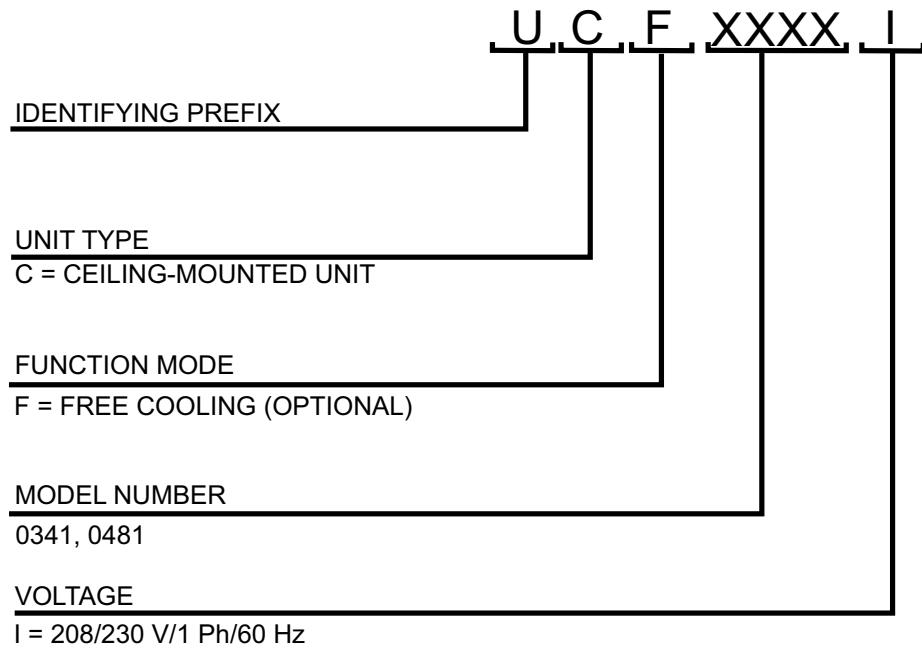 U C F XXXX I
IDENTIFYING PREFIX
UNIT TYPE
C = CEILING-MOUNTED UNIT
FUNCTION MODE
F = FREE COOLING (OPTIONAL)
MODEL NUMBER
0341, 0481
VOLTAGE
I = 208/230 V/1 Ph/60 Hz